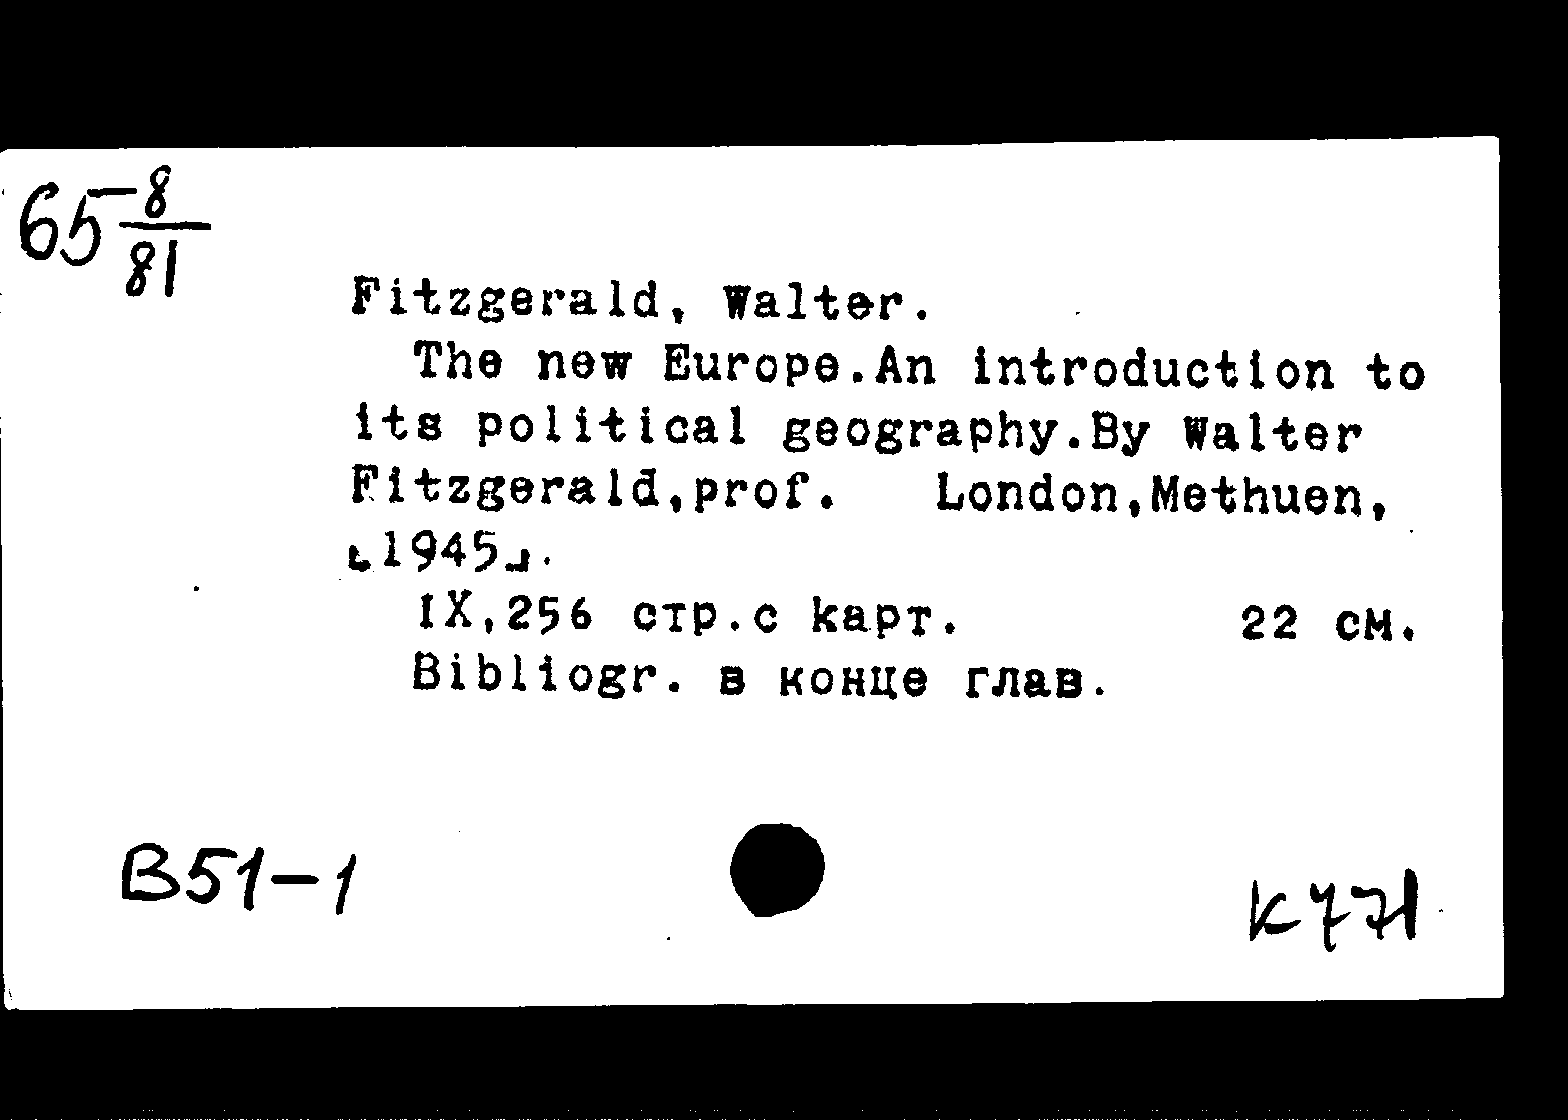 65 8/81
Fitzgerald, Walter.
The new Europe.An introduction to
its political geography.By Walter
Fitzgerald,prof. London,Methuen,
[1945].
IX,256 стр.с карт. 22 см.
Bibliogr. в конце глав.
B51-1
K771